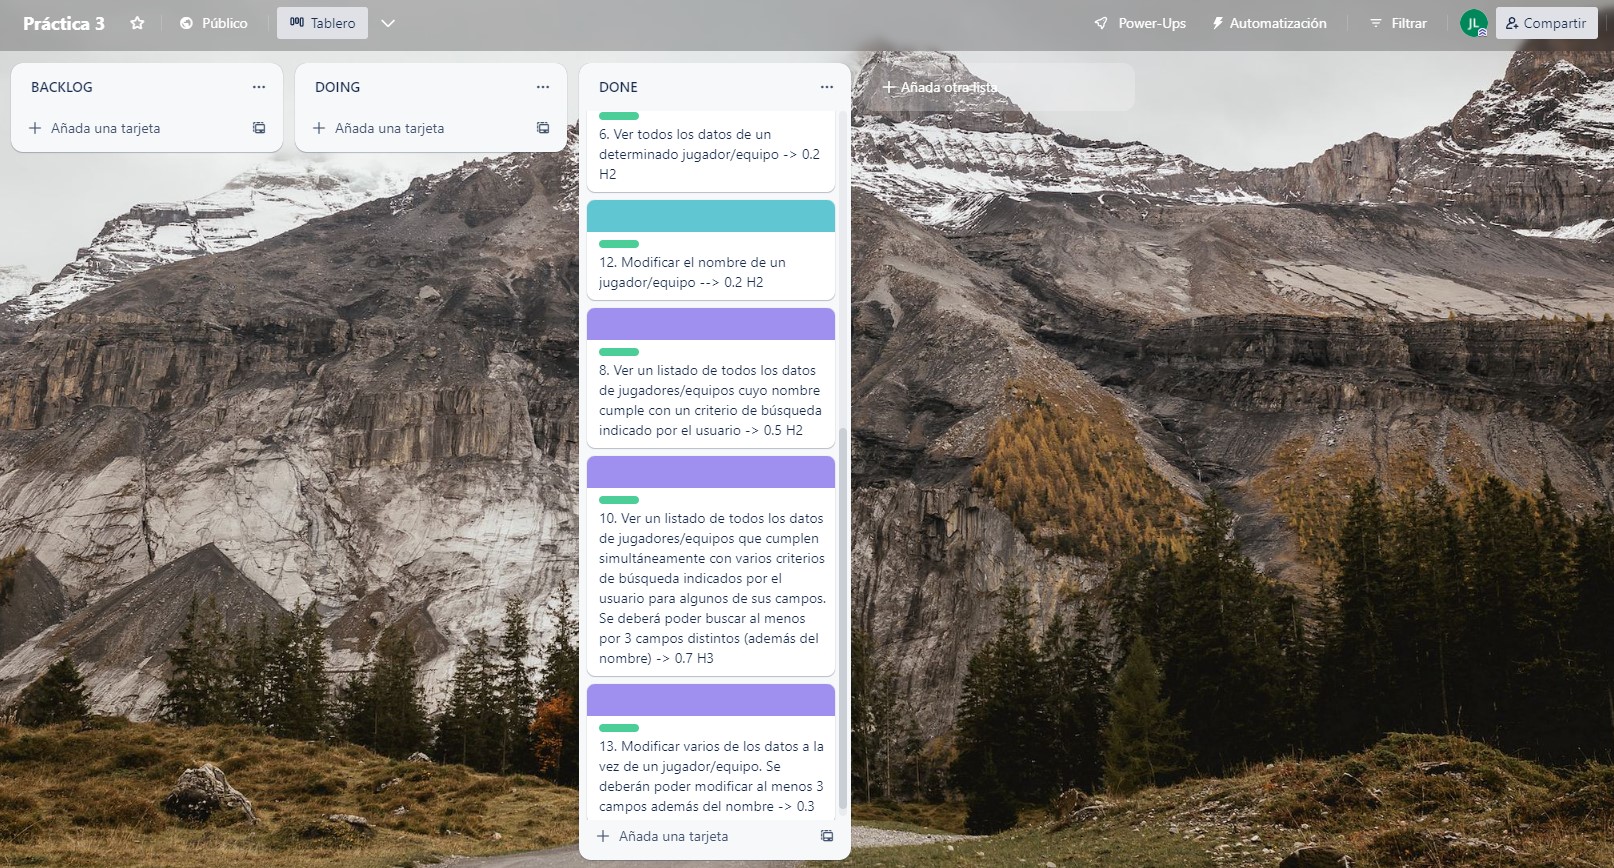 Práctica 3
Público
Tablero
Power-Ups
Automatización
Filtrar
JL
Compartir
BACKLOG
Añada una tarjeta
DOING
Añada una tarjeta
DONE
6. Ver todos los datos de un
determinado jugador/equipo -> 0.2
H2
12. Modificar el nombre de un
jugador/equipo --> 0.2 H2
8. Ver un listado de todos los datos
de jugadores/equipos cuyo nombre
cumple con un criterio de búsqueda
indicado por el usuario -> 0.5 H2
10. Ver un listado de todos los datos
de jugadores/equipos que cumplen
simultáneamente con varios criterios
de búsqueda indicados por el
usuario para algunos de sus campos.
Se deberá poder buscar al menos
por 3 campos distintos (además del
nombre) -> 0.7 H3
13. Modificar varios de los datos a la
vez de un jugador/equipo. Se
deberán poder modificar al menos 3
campos además del nombre -> 0.3
Añada una tarjeta
Añada otra lista